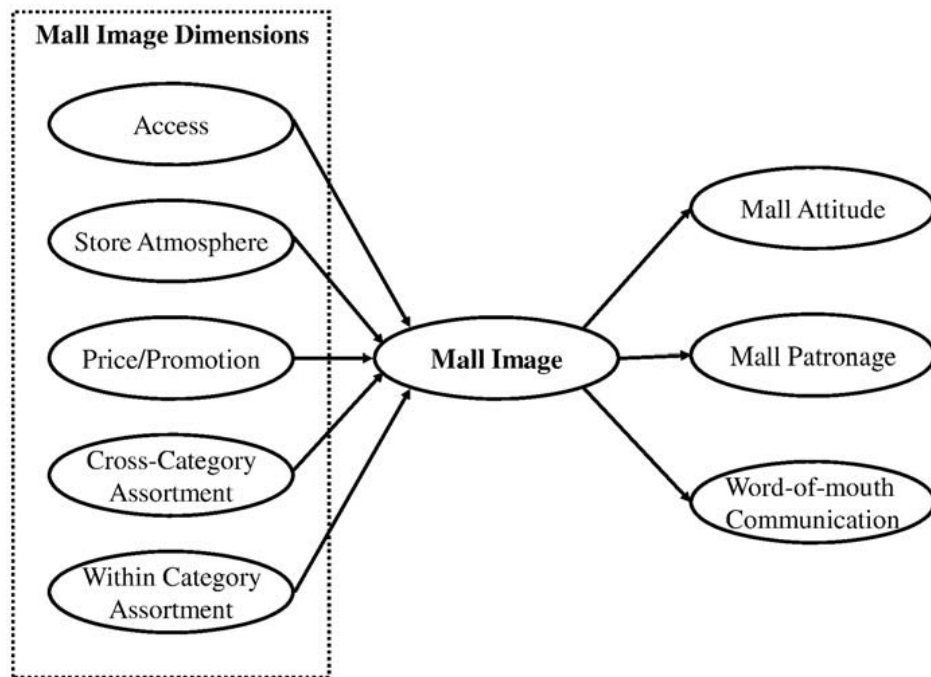 Mall Image Dimensions
Access
Store Atmosphere
Price/Promotion
Cross-Category
Assortment
Within Category
Assortment
Mall Image
Mall Attitude
Mall Patronage
Word-of-mouth
Communication